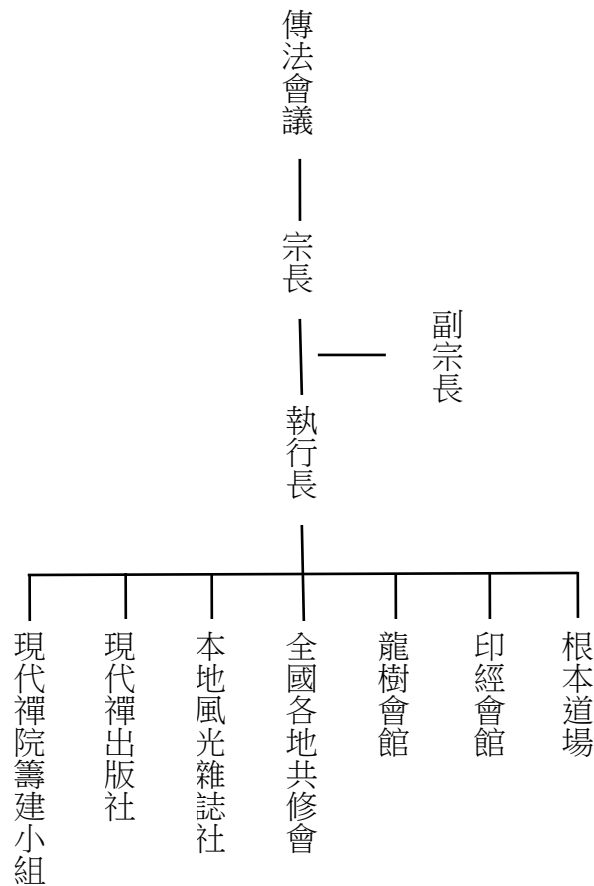 傳法會議
宗長
副宗長
執行長
根本道場
印經會館
龍樹會館
全國各地共修會
本地風光雜誌社
現代禪出版社
現代禪院籌建小組